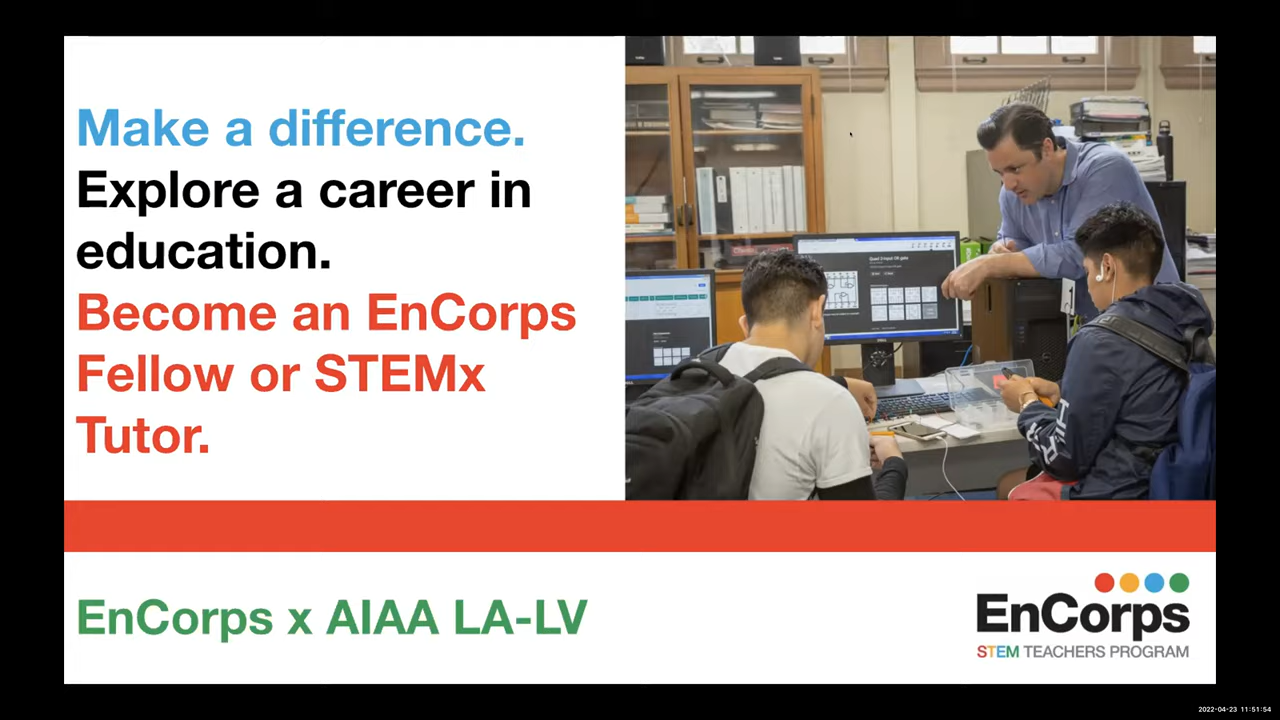 Make a difference.
Explore a career in
education.
Become an EnCorps
Fellow or STEMx
Tutor.
EnCorps x AIAA LA-LV
EnCorps
STEM TEACHERS PROGRAM
2022-04-23 11:51:54